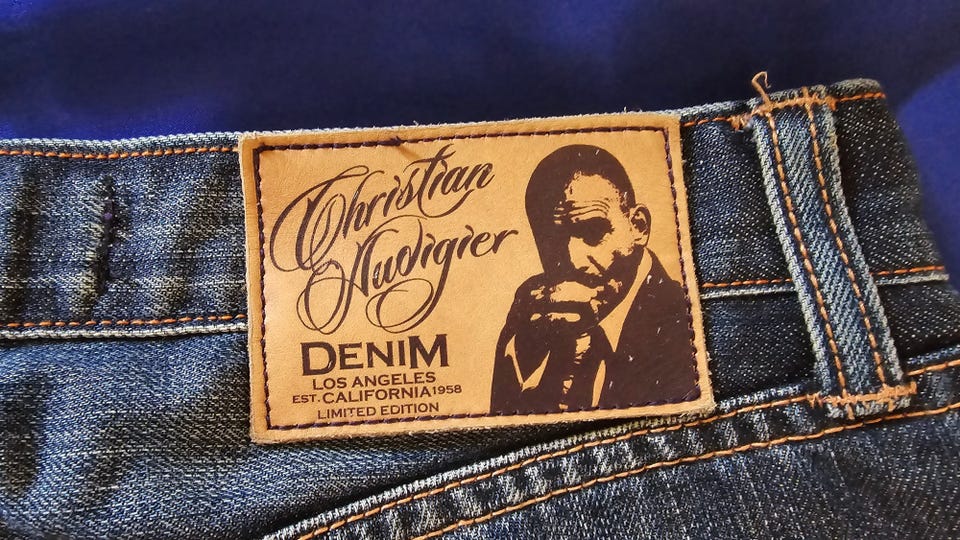 Christian
Audigier
DENIM
LOS ANGELES
EST. CALIFORNIA 1958
LIMITED EDITION